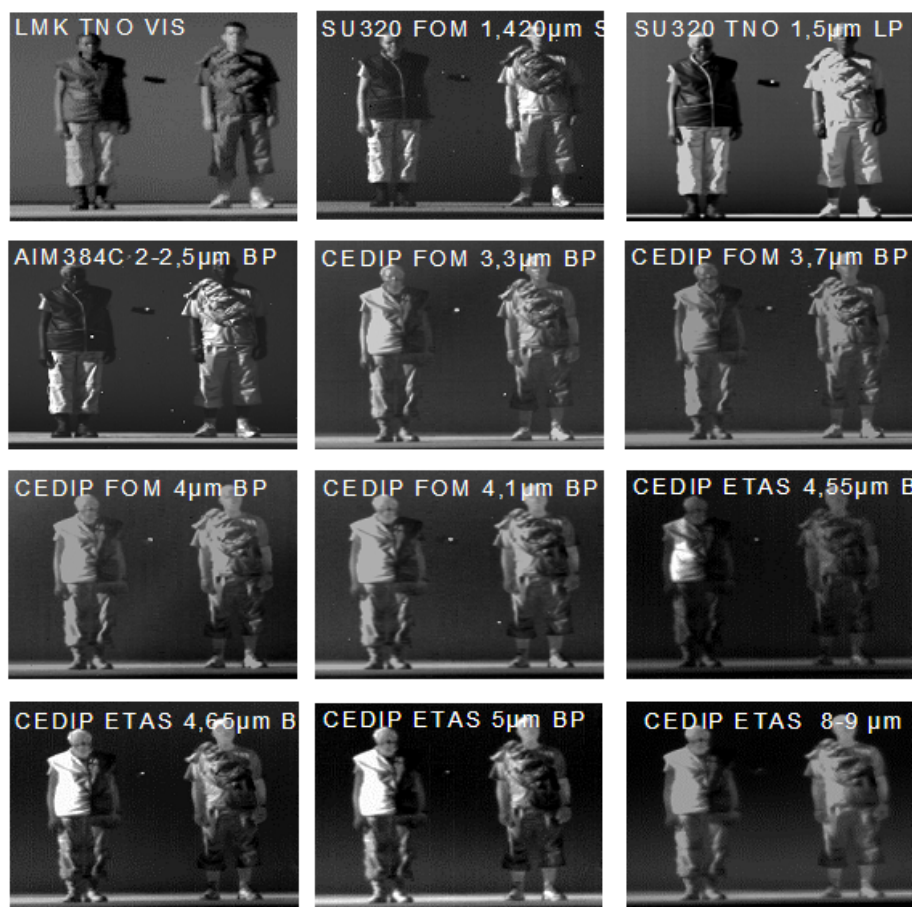 LMK TNO VIS
SU320 FOM 1,420µm S
SU320 TNO 1,5µm LP
AIM384C 2-2,5µm BP
CEDIP FOM 3,3µm BP
CEDIP FOM 3,7µm BP
CEDIP FOM 4µm BP
CEDIP FOM 4,1µm BP
CEDIP ETAS 4,55µm B
CEDIP ETAS 4,65µm B
CEDIP ETAS 5µm BP
CEDIP ETAS 8-9 µm